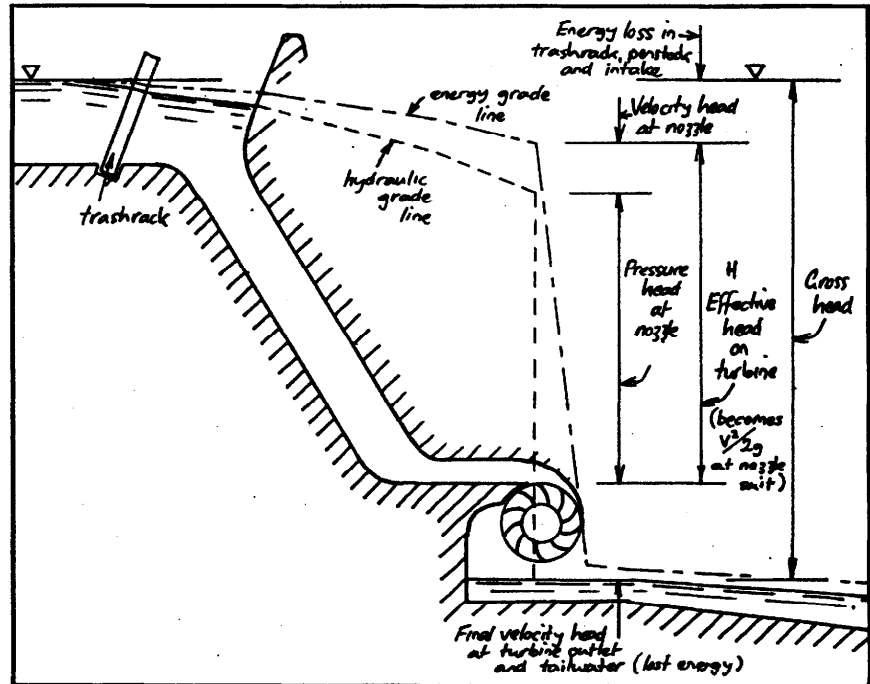 Energy loss in
trashrack, penstock
and intake
energy grade
line
Velocity head
at nozzle
hydraulic
grade
line
trashrack
Pressure
head
at
nozzle
H
Effective
head
on
turbine
(becomes
V²/2g
at nozzle
exit)
Gross
head
Final velocity head
at turbine outlet
and tailwater (lost energy)